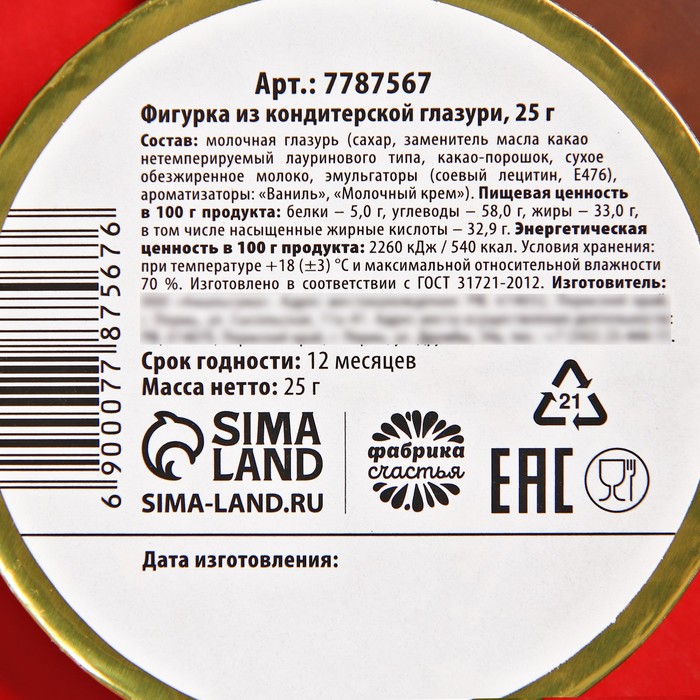 Арт.: 7787567
Фигурка из кондитерской глазури, 25 г
Состав: молочная глазурь (сахар, заменитель масла какао
нетемперируемый лауринового типа, какао-порошок, сухое
обезжиренное молоко, эмульгаторы (соевый лецитин, Е476),
ароматизаторы: «Ваниль», «Молочный крем»). Пищевая ценность
в 100 г продукта: белки – 5,0 г, углеводы – 58,0 г, жиры – 33,0 г,
в том числе насыщенные жирные кислоты – 32,9 г. Энергетическая
ценность в 100 г продукта: 2260 кДж / 540 ккал. Условия хранения:
при температуре +18 (±3) °С и максимальной относительной влажности
70 %. Изготовлено в соответствии с ГОСТ 31721-2012. Изготовитель:
Срок годности: 12 месяцев
Масса нетто: 25 г
6 900077 875676
SIMA
LAND
SIMA-LAND.RU
фабрика
счастья
21
EAC
Дата изготовления: